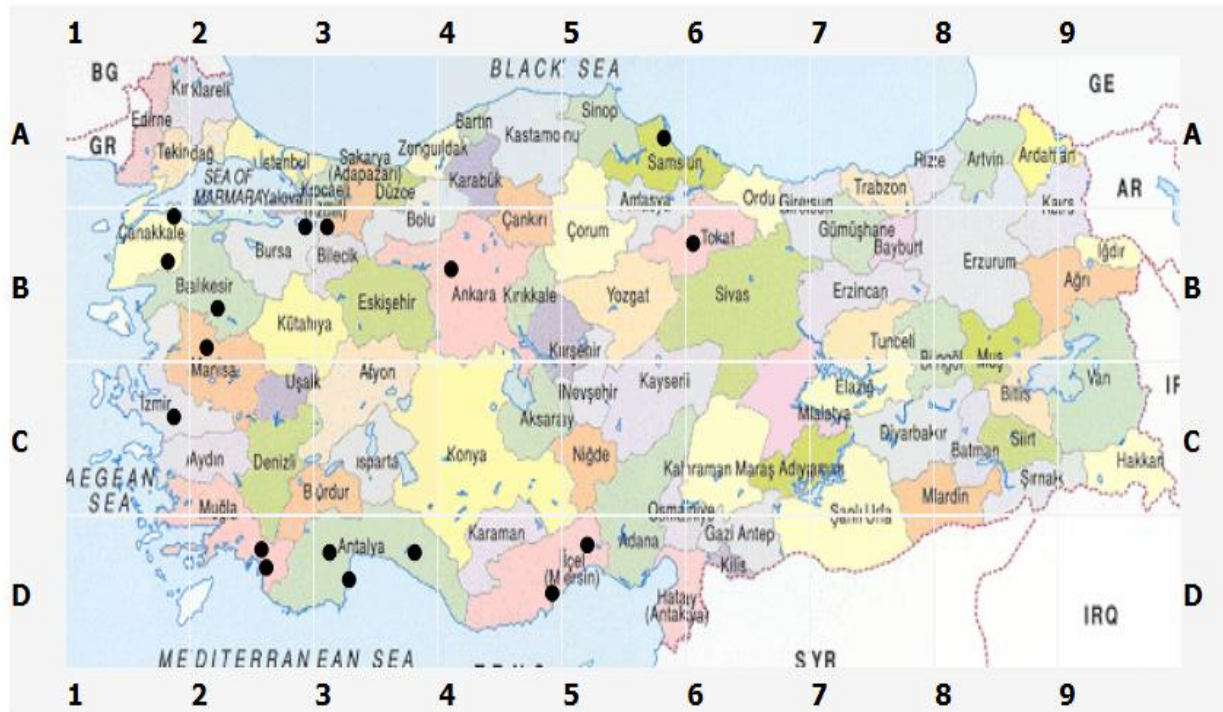 1 2 3 4 5 6 7 8 9
BLACK SEA
BG
GE
Kırklareli
Edirne
A
GR
Tekirdağ
İstanbul
Sakarya
(Adapazarı)
Zonguldak
Bartın
Kastamonu
Sinop
Samsun
Rize
Artvin
Ardahan
A
SEA OF
MARMARA
Yalova
Kocaeli
Düzce
Karabük
Amasya
Ordu
Giresun
Trabzon
Kars
AR
Çanakkale
Bursa
Bilecik
Bolu
Çankırı
Çorum
Tokat
Gümüşhane
Bayburt
Erzurum
Iğdır
B
Balıkesir
Kütahya
Eskişehir
Ankara
Kırıkkale
Yozgat
Sivas
Erzincan
Ağrı
B
Manisa
Uşalk
Afyon
Kırşehir
Nevşehir
Kayserii
Tunceli
Bingöl
Muş
Bitlis
Van
İzmir
Aksaray
Elazığ
Mlalatya
Diyarbakır
Batman
Siirt
C
Aydın
Denizli
Isparta
Konya
Niğde
Kahraman Maraş
Adıyaman
Şırnak
Hakkarı
C
AEGEAN
SEA
Muğla
Burdur
Mlardin
Osmaniye
Şanlı Urfa
Antalya
Karaman
İçel
(Mersin)
Adana
Gazi Antep
Kilis
D
Hatay
(Antakya)
IRQ
D
MEDITERRANEAN SEA
SYR
1 2 3 4 5 6 7 8 9